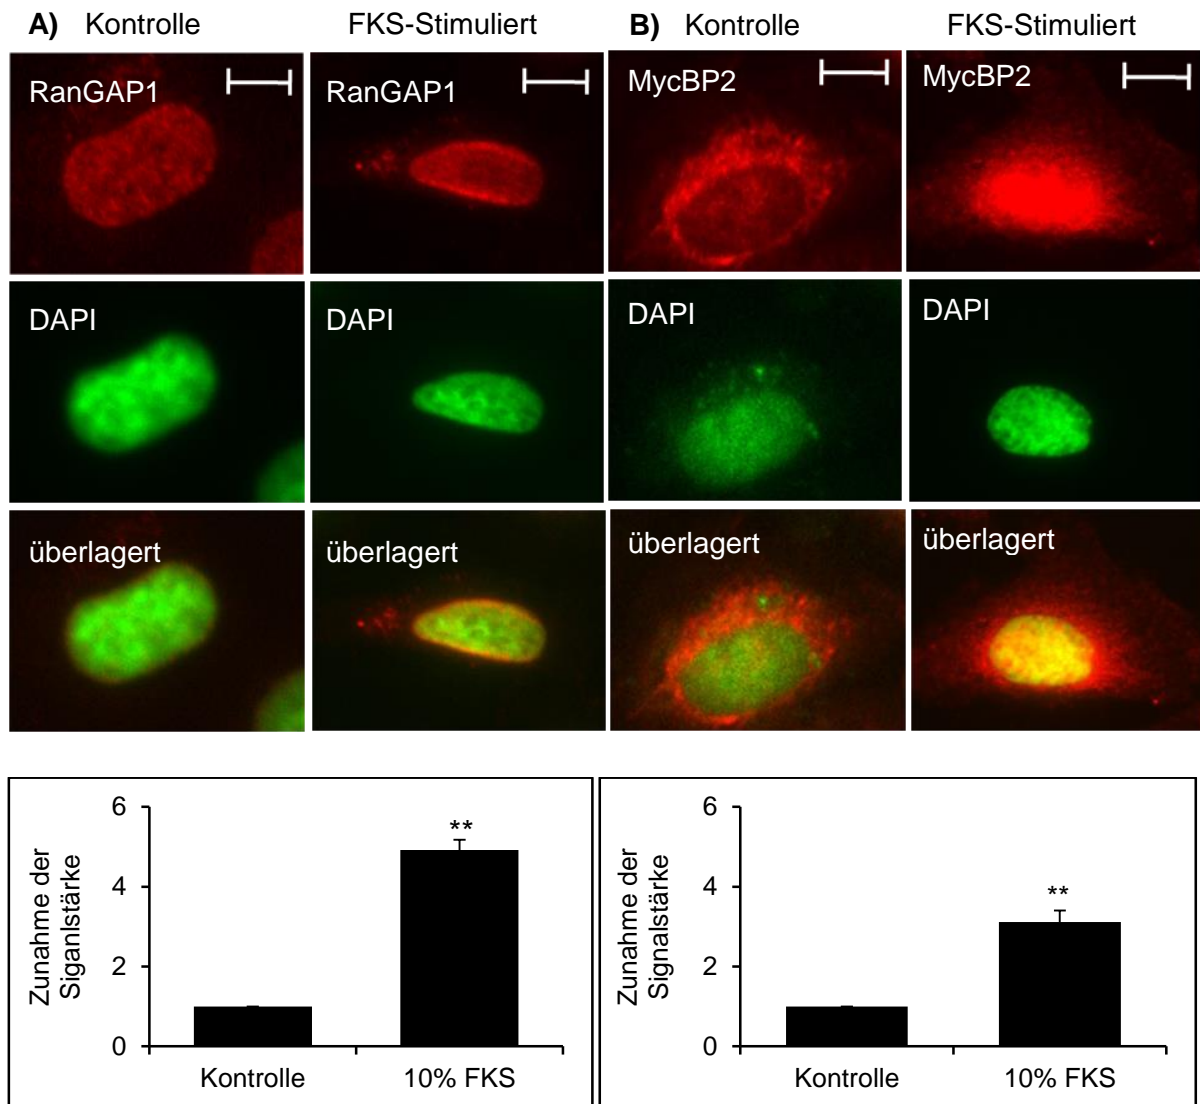 A) Kontrolle FKS-Stimuliert B) Kontrolle FKS-Stimuliert
RanGAP1 RanGAP1 MycBP2 MycBP2
DAPI DAPI DAPI DAPI
überlagert überlagert überlagert überlagert
Zunahme der
Siganlstärke
6
4
2
0
**
Kontrolle 10% FKS
Zunahme der
Signalstärke
6
4
2
0
**
Kontrolle 10% FKS